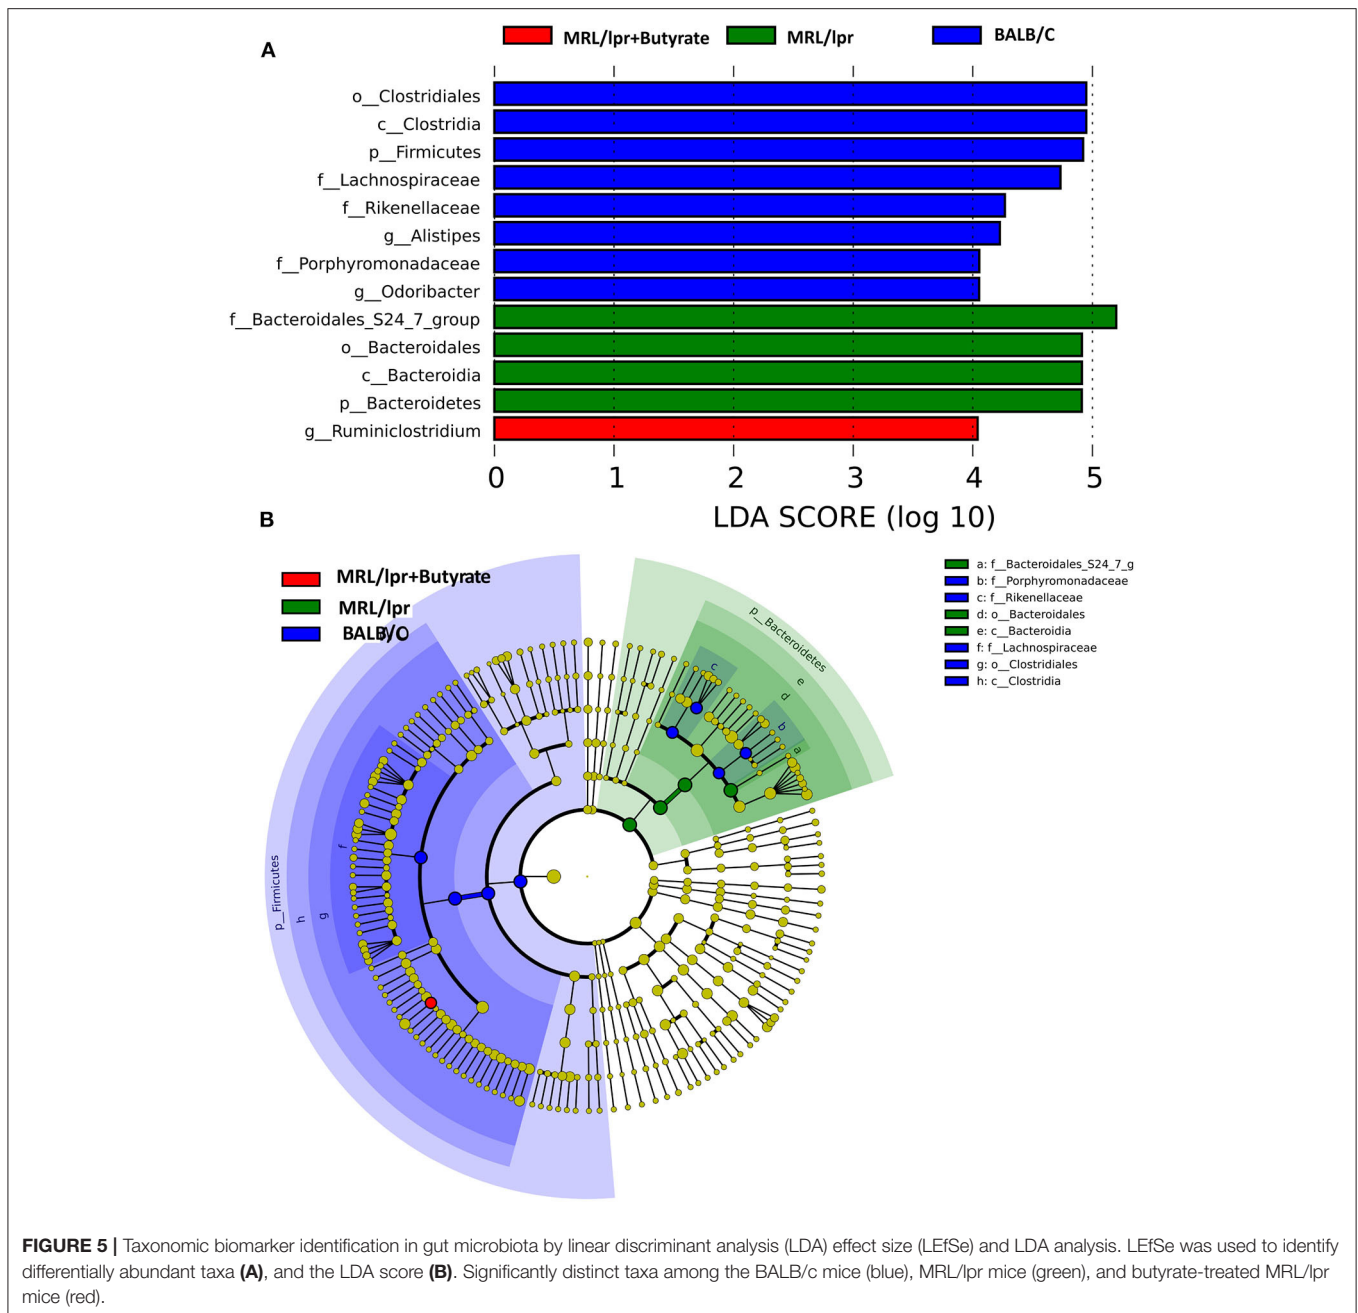 A
MRL/lpr+Butyrate
MRL/lpr
BALB/C
o__Clostridiales
c__Clostridia
p__Firmicutes
f__Lachnospiraceae
f__Rikenellaceae
g__Alistipes
f__Porphyromonadaceae
g__Odoribacter
f__Bacteroidales_S24_7_group
o__Bacteroidales
c__Bacteroidia
p__Bacteroidetes
g__Ruminiclostridium
0 1 2 3 4 5
LDA SCORE (log 10)
B
MRL/lpr+Butyrate
MRL/lpr
BALB/O
a: f__Bacteroidales_S24_7_g
b: f__Porphyromonadaceae
c: f__Rikenellaceae
d: o__Bacteroidales
e: c__Bacteroidia
f: f__Lachnospiraceae
g: o__Clostridiales
h: c__Clostridia
p__Bacteroidetes
e
d
c
b
a
p__Firmicutes
h
g
f
FIGURE 5 | Taxonomic biomarker identification in gut microbiota by linear discriminant analysis (LDA) effect size (LEfSe) and LDA analysis. LEfSe was used to identify
differentially abundant taxa (A), and the LDA score (B). Significantly distinct taxa among the BALB/c mice (blue), MRL/lpr mice (green), and butyrate-treated MRL/lpr
mice (red).